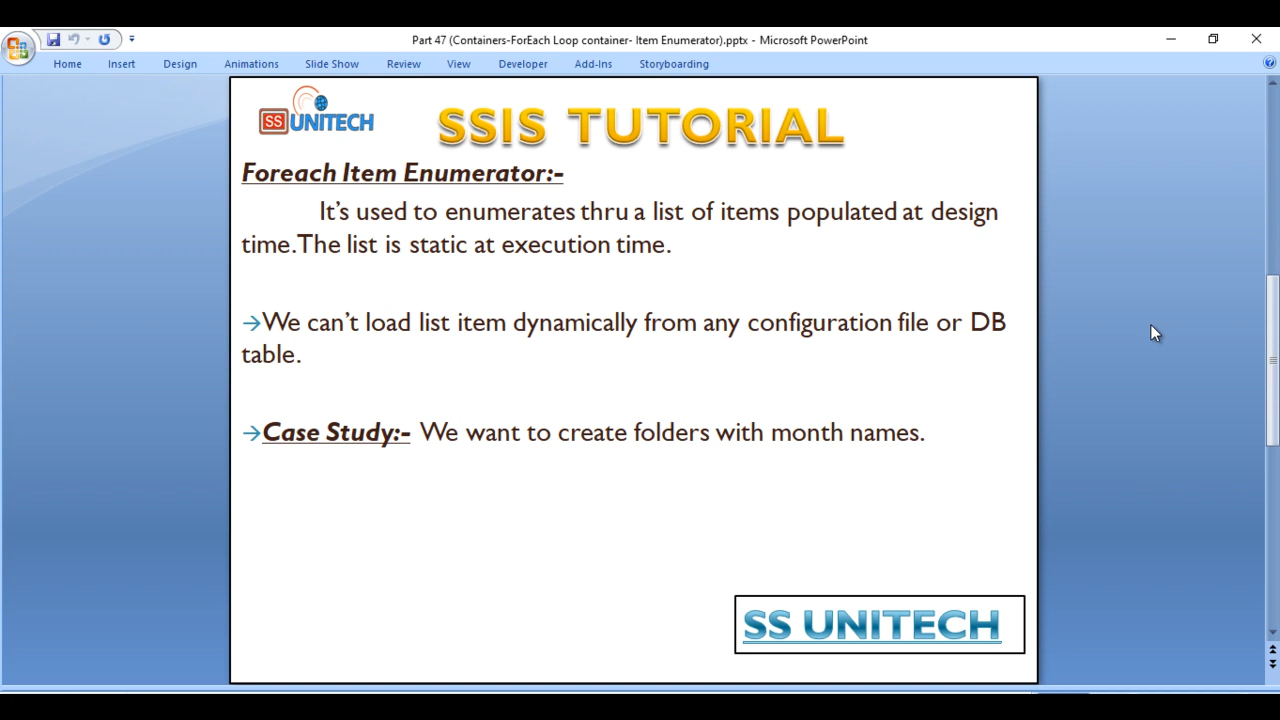 Part 47 (Containers-ForEach Loop container- Item Enumerator).pptx - Microsoft PowerPoint
Home Insert Design Animations Slide Show Review View Developer Add-Ins Storyboarding
SS UNITECH
SSIS TUTORIAL
Foreach Item Enumerator:-
It's used to enumerates thru a list of items populated at design
time.The list is static at execution time.
→We can't load list item dynamically from any configuration file or DB
table.
→Case Study:- We want to create folders with month names.
SS UNITECH